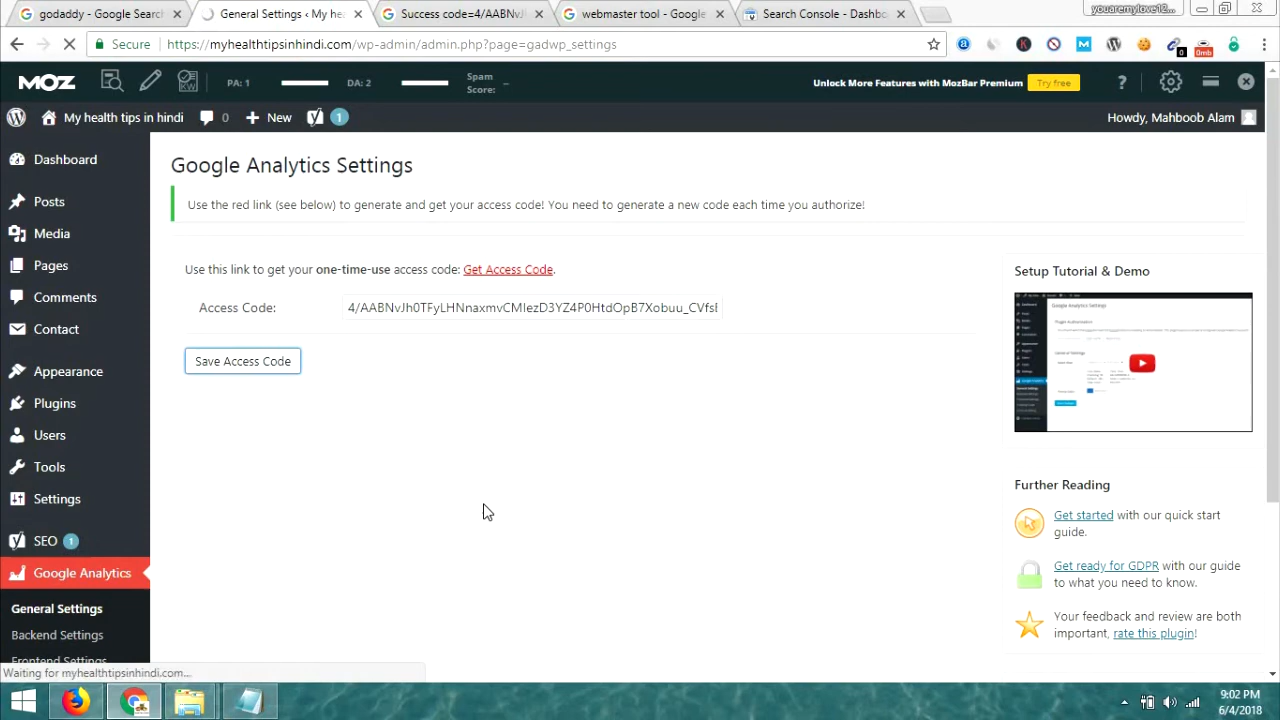 godaddy - Google Search
General Settings ‹ My hea
Success code=4/AABNvJ
webmaster tool - Google
Search Console - Dashbo
youaremylove12...
Secure
https://myhealthtipsinhindi.com/wp-admin/admin.php?page=gadwp_settings
0
0mb
MOZ
PA: 1
DA: 2
Spam
Score:
Unlock More Features with MozBar Premium
Try free
?
My health tips in hindi
0
New
1
Howdy, Mahboob Alam
Dashboard
Posts
Media
Pages
Comments
Contact
Appearance
Plugins
Users
Tools
Settings
SEO 1
Google Analytics
General Settings
Backend Settings
Frontend Settings
Google Analytics Settings
Use the red link (see below) to generate and get your access code! You need to generate a new code each time you authorize!
Use this link to get your one-time-use access code: Get Access Code.
Access Code:
Save Access Code
Setup Tutorial & Demo
Further Reading
Get started with our quick start
guide.
Get ready for GDPR with our guide
to what you need to know.
Your feedback and review are both
important, rate this plugin!
Waiting for myhealthtipsinhindi.com...
9:02 PM
6/4/2018